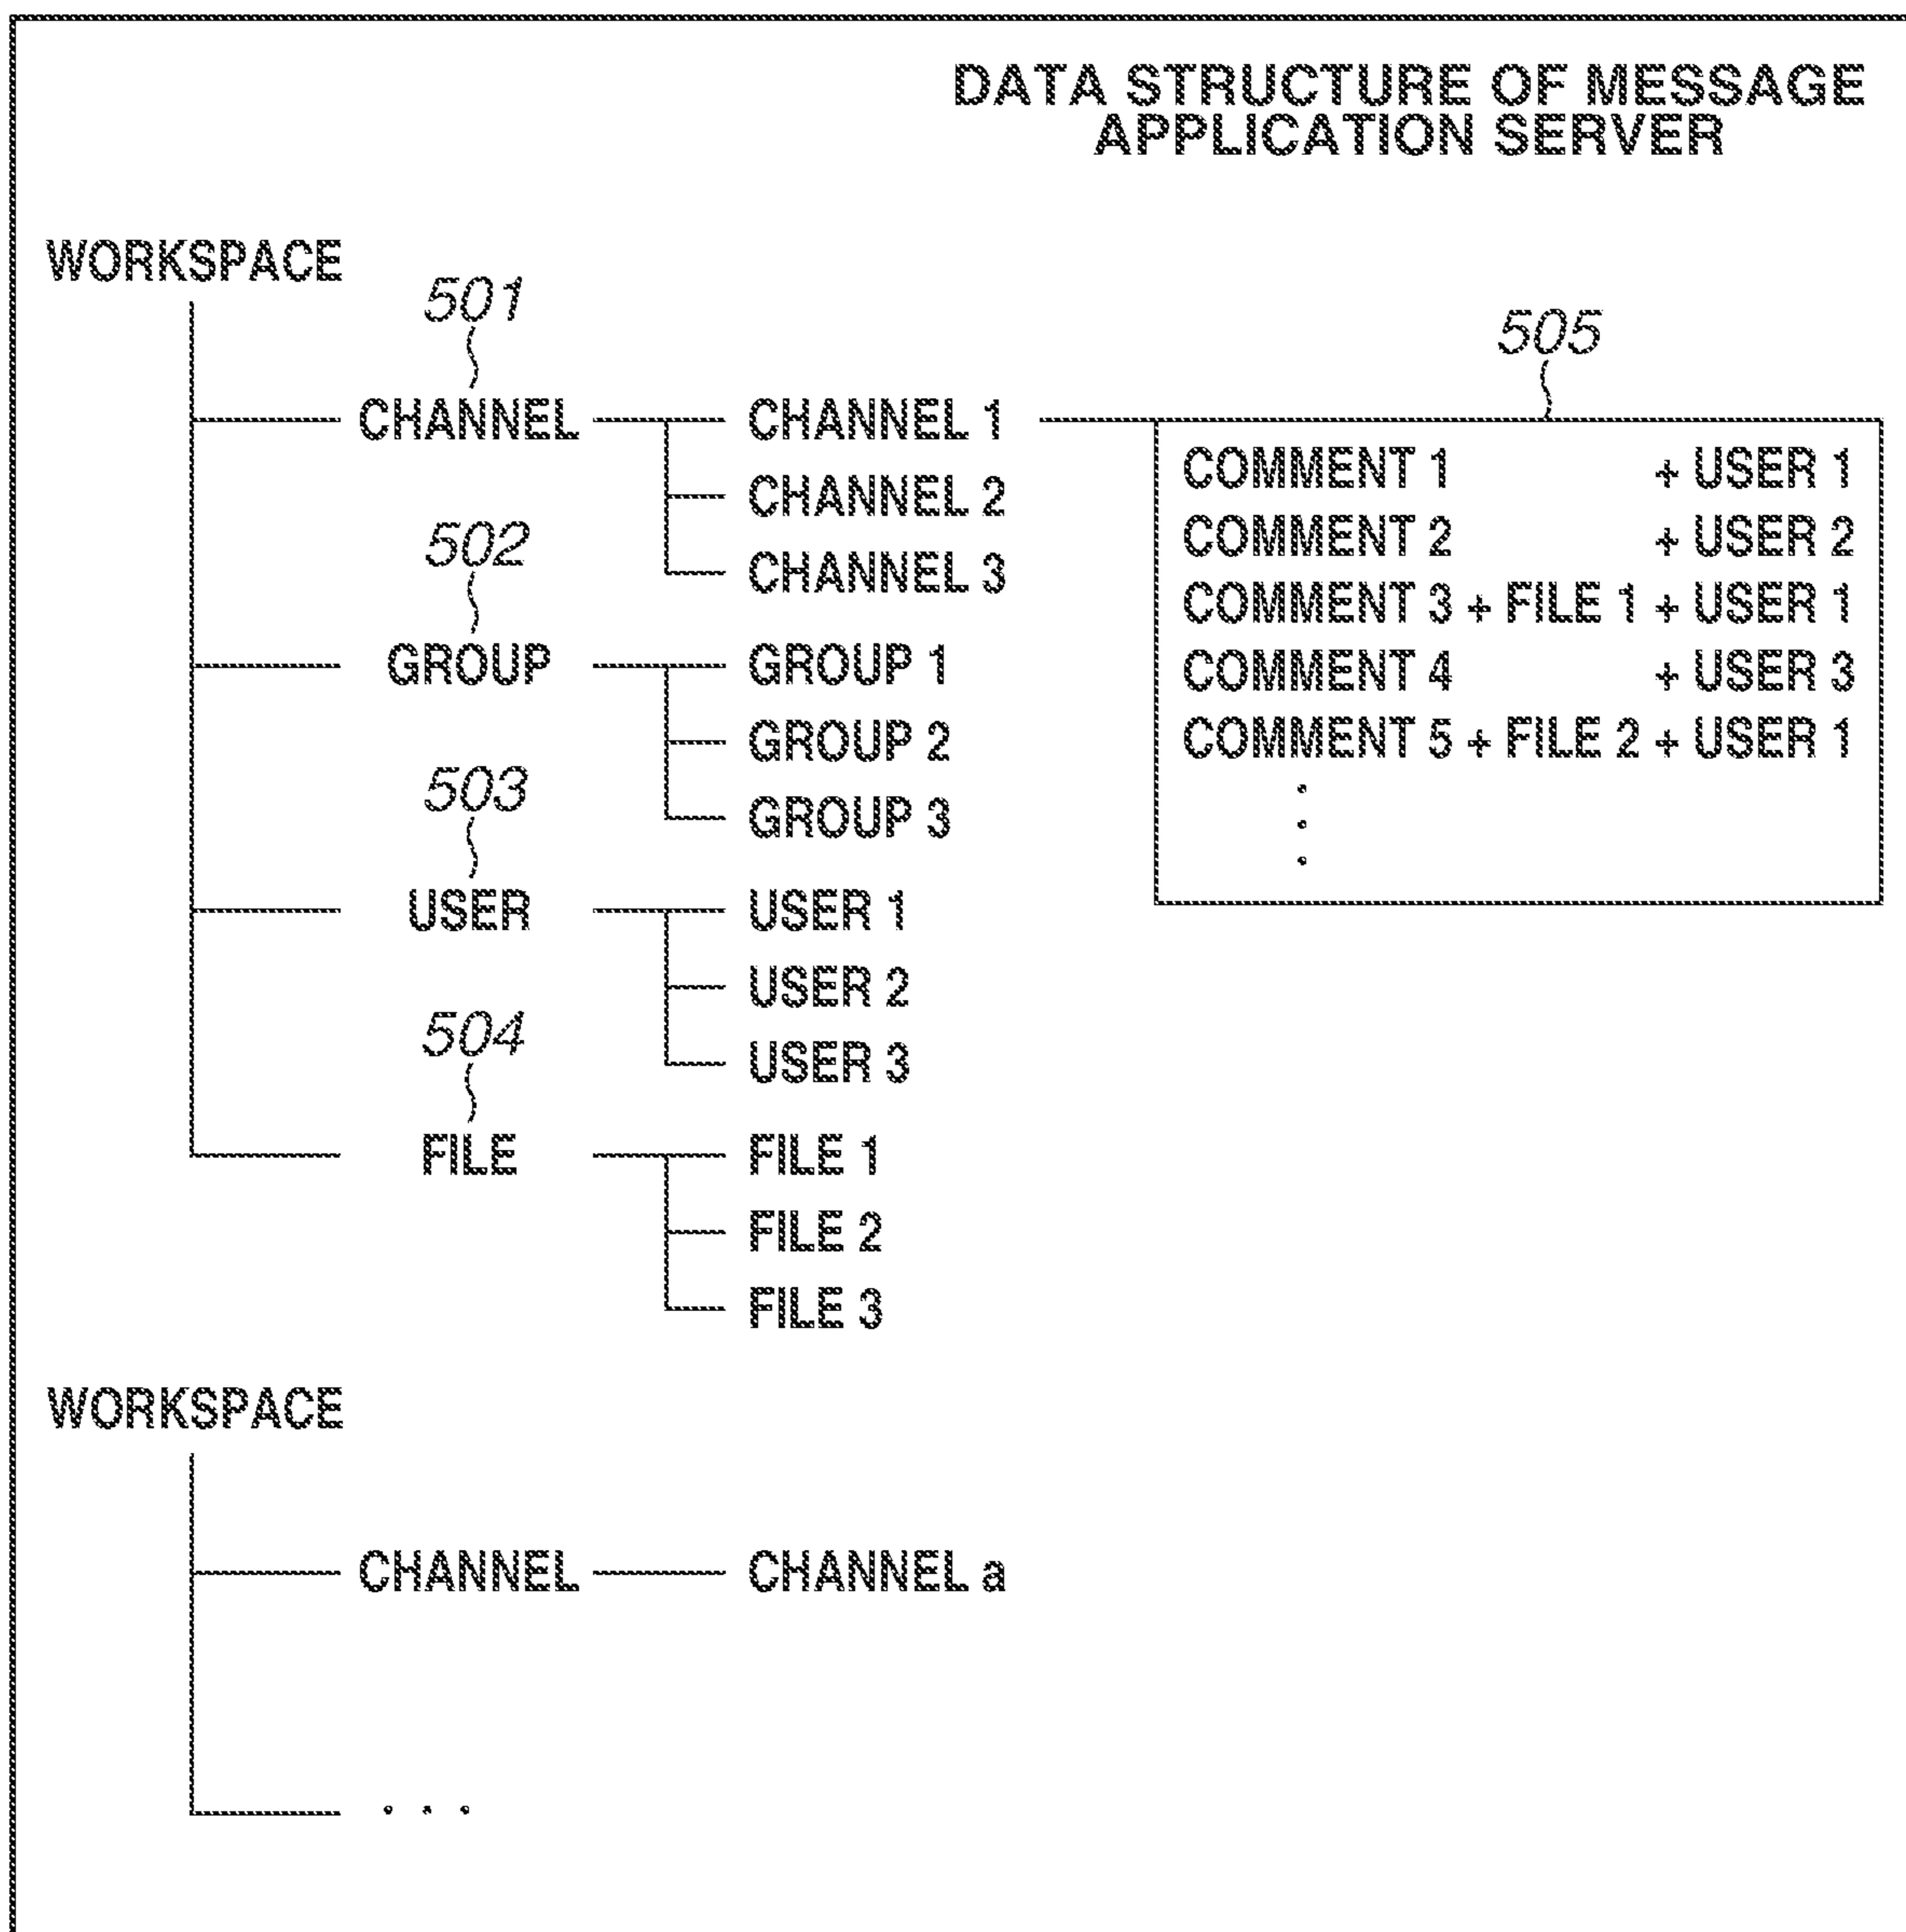 DATA STRUCTURE OF MESSAGE
APPLICATION SERVER
WORKSPACE
501
505
CHANNEL
CHANNEL 1
CHANNEL 2
CHANNEL 3
COMMENT 1 + USER 1
COMMENT 2 + USER 2
COMMENT 3 + FILE 1 + USER 1
COMMENT 4 + USER 3
COMMENT 5 + FILE 2 + USER 1
.
.
.
502
GROUP
GROUP 1
GROUP 2
GROUP 3
503
USER
USER 1
USER 2
USER 3
504
FILE
FILE 1
FILE 2
FILE 3
WORKSPACE
CHANNEL
CHANNEL a
. . .